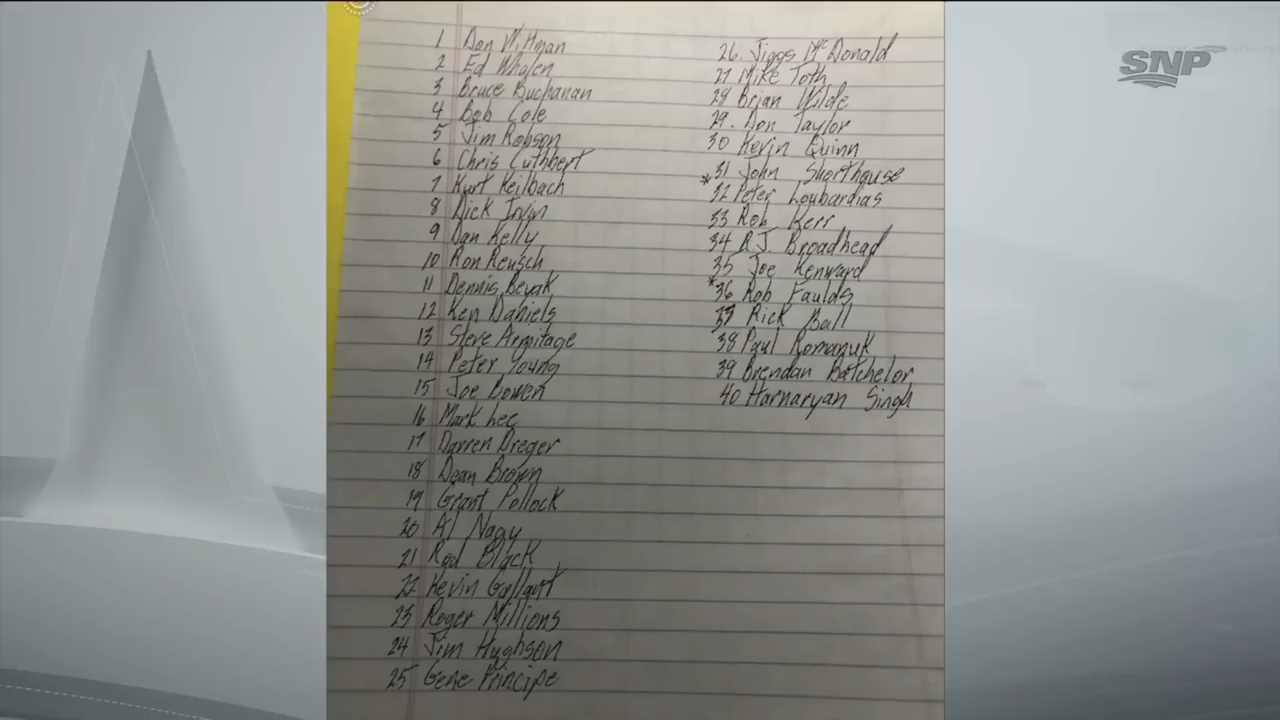 1 Don Wittman
2 Ed Whalen
3 Bruce Buchanan
4 Bob Cole
5 Jim Robson
6 Chris Cuthbert
7 Kurt Keilbach
8 Dick Irvin
9 Dan Kelly
10 Ron Reusch
11 Dennis Beyak
12 Ken Daniels
13 Steve Armitage
14 Peter Young
15 Joe Bowen
16 Mark Lee
17 Darren Dreger
18 Dean Brown
19 Grant Pollock
20 Al Nagy
21 Rod Black
22 Kevin Gallant
23 Roger Millions
24 Jim Hughson
25 Gene Principe
26. Jiggs McDonald
27 Mike Toth
28 Brian Wilde
29. Don Taylor
30 Kevin Quinn
*31 John Shorthouse
32 Peter Loubardias
33 Rob Kerr
34 R.J. Broadhead
35 Joe Kenward
*36 Rob Faulds
37 Rick Ball
38 Paul Romanuk
39 Brendan Batchelor
40 Harnaryan Singh
SNP